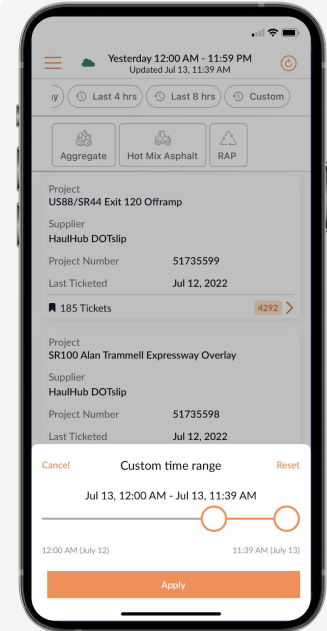 Yesterday 12:00 AM - 11:59 PM
Updated Jul 13, 11:39 AM
Last 4 hrs
Last 8 hrs
Custom
Aggregate
Hot Mix Asphalt
RAP
Project
US88/SR44 Exit 120 Offramp
Supplier
HaulHub DOTslip
Project Number 51735599
Last Ticketed Jul 12, 2022
185 Tickets 4292
Project
SR100 Alan Trammell Expressway Overlay
Supplier
HaulHub DOTslip
Project Number 51735598
Last Ticketed Jul 12, 2022
Cancel Custom time range Reset
Jul 13, 12:00 AM - Jul 13, 11:39 AM
12:00 AM (July 12) 11:39 AM (July 13)
Apply